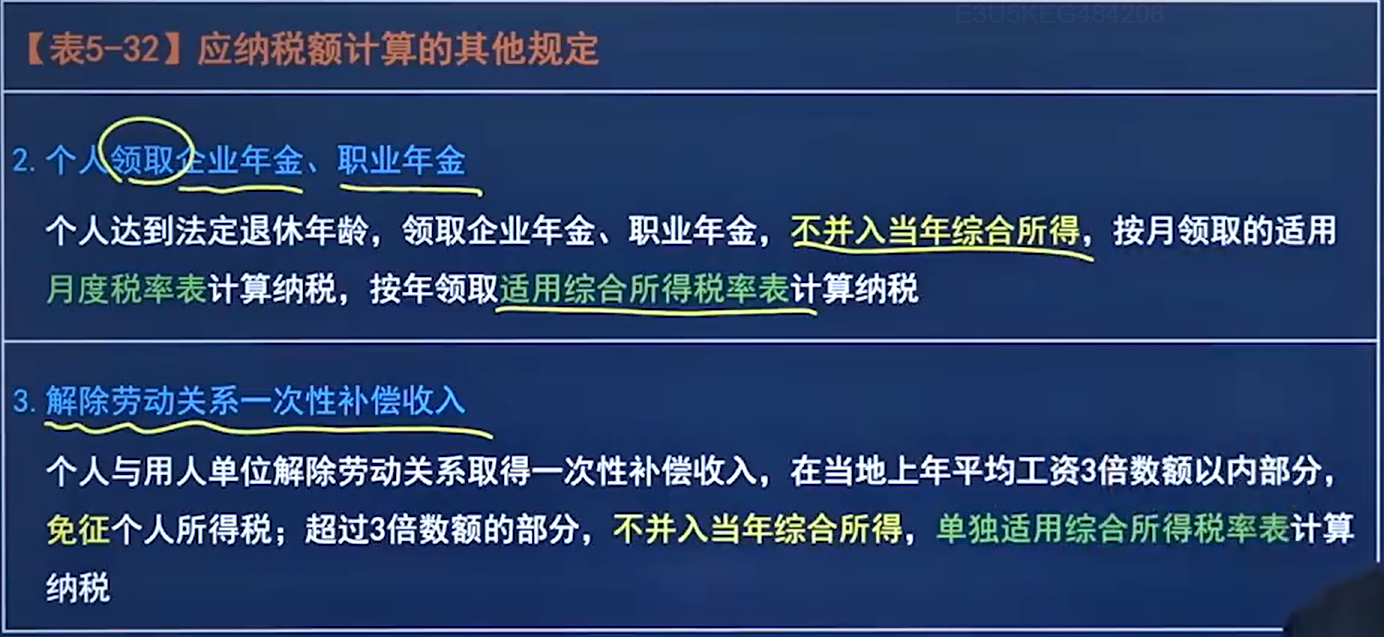 E3U5KEG484208
【表5-32】应纳税额计算的其他规定
2. 个人领取企业年金、职业年金
个人达到法定退休年龄，领取企业年金、职业年金，不并入当年综合所得，按月领取的适用
月度税率表计算纳税，按年领取适用综合所得税率表计算纳税
3. 解除劳动关系一次性补偿收入
个人与用人单位解除劳动关系取得一次性补偿收入，在当地上年平均工资3倍数额以内部分，
免征个人所得税；超过3倍数额的部分，不并入当年综合所得，单独适用综合所得税率表计算
纳税